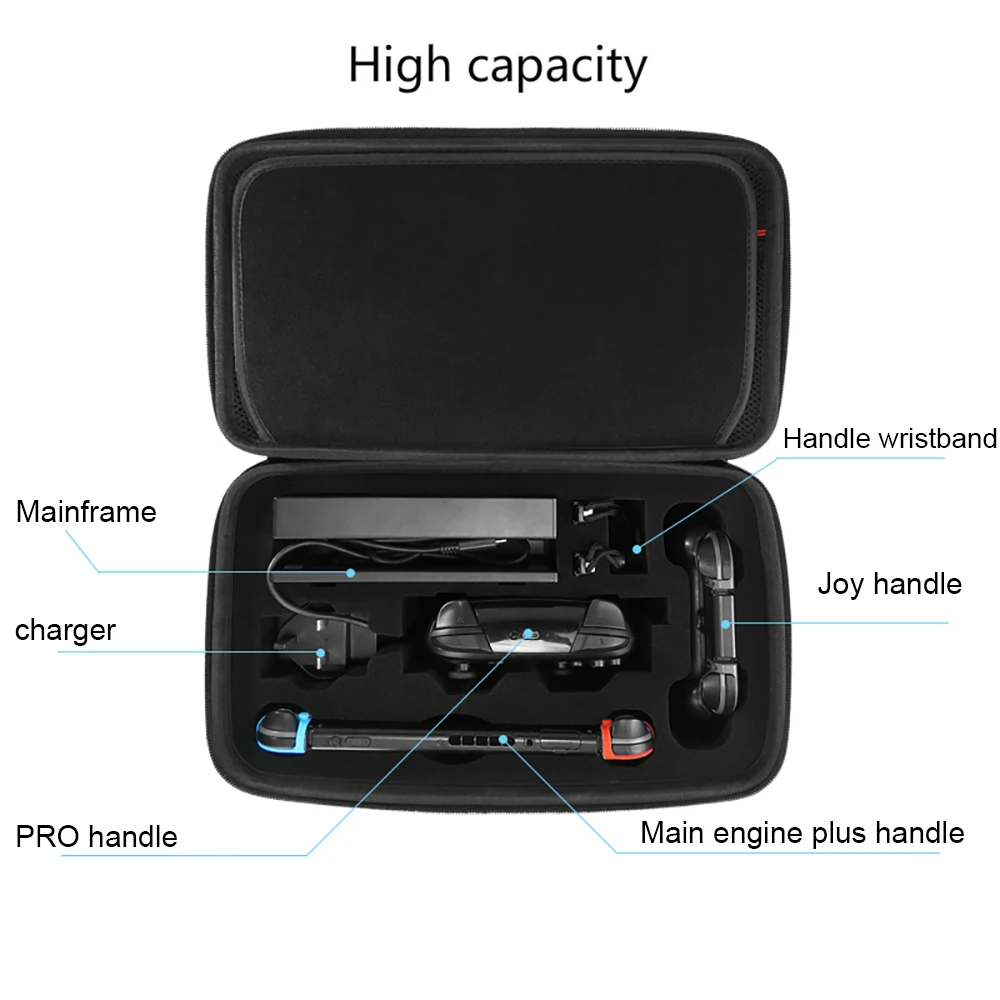 High capacity
Handle wristband
Mainframe
Joy handle
charger
PRO handle
Main engine plus handle